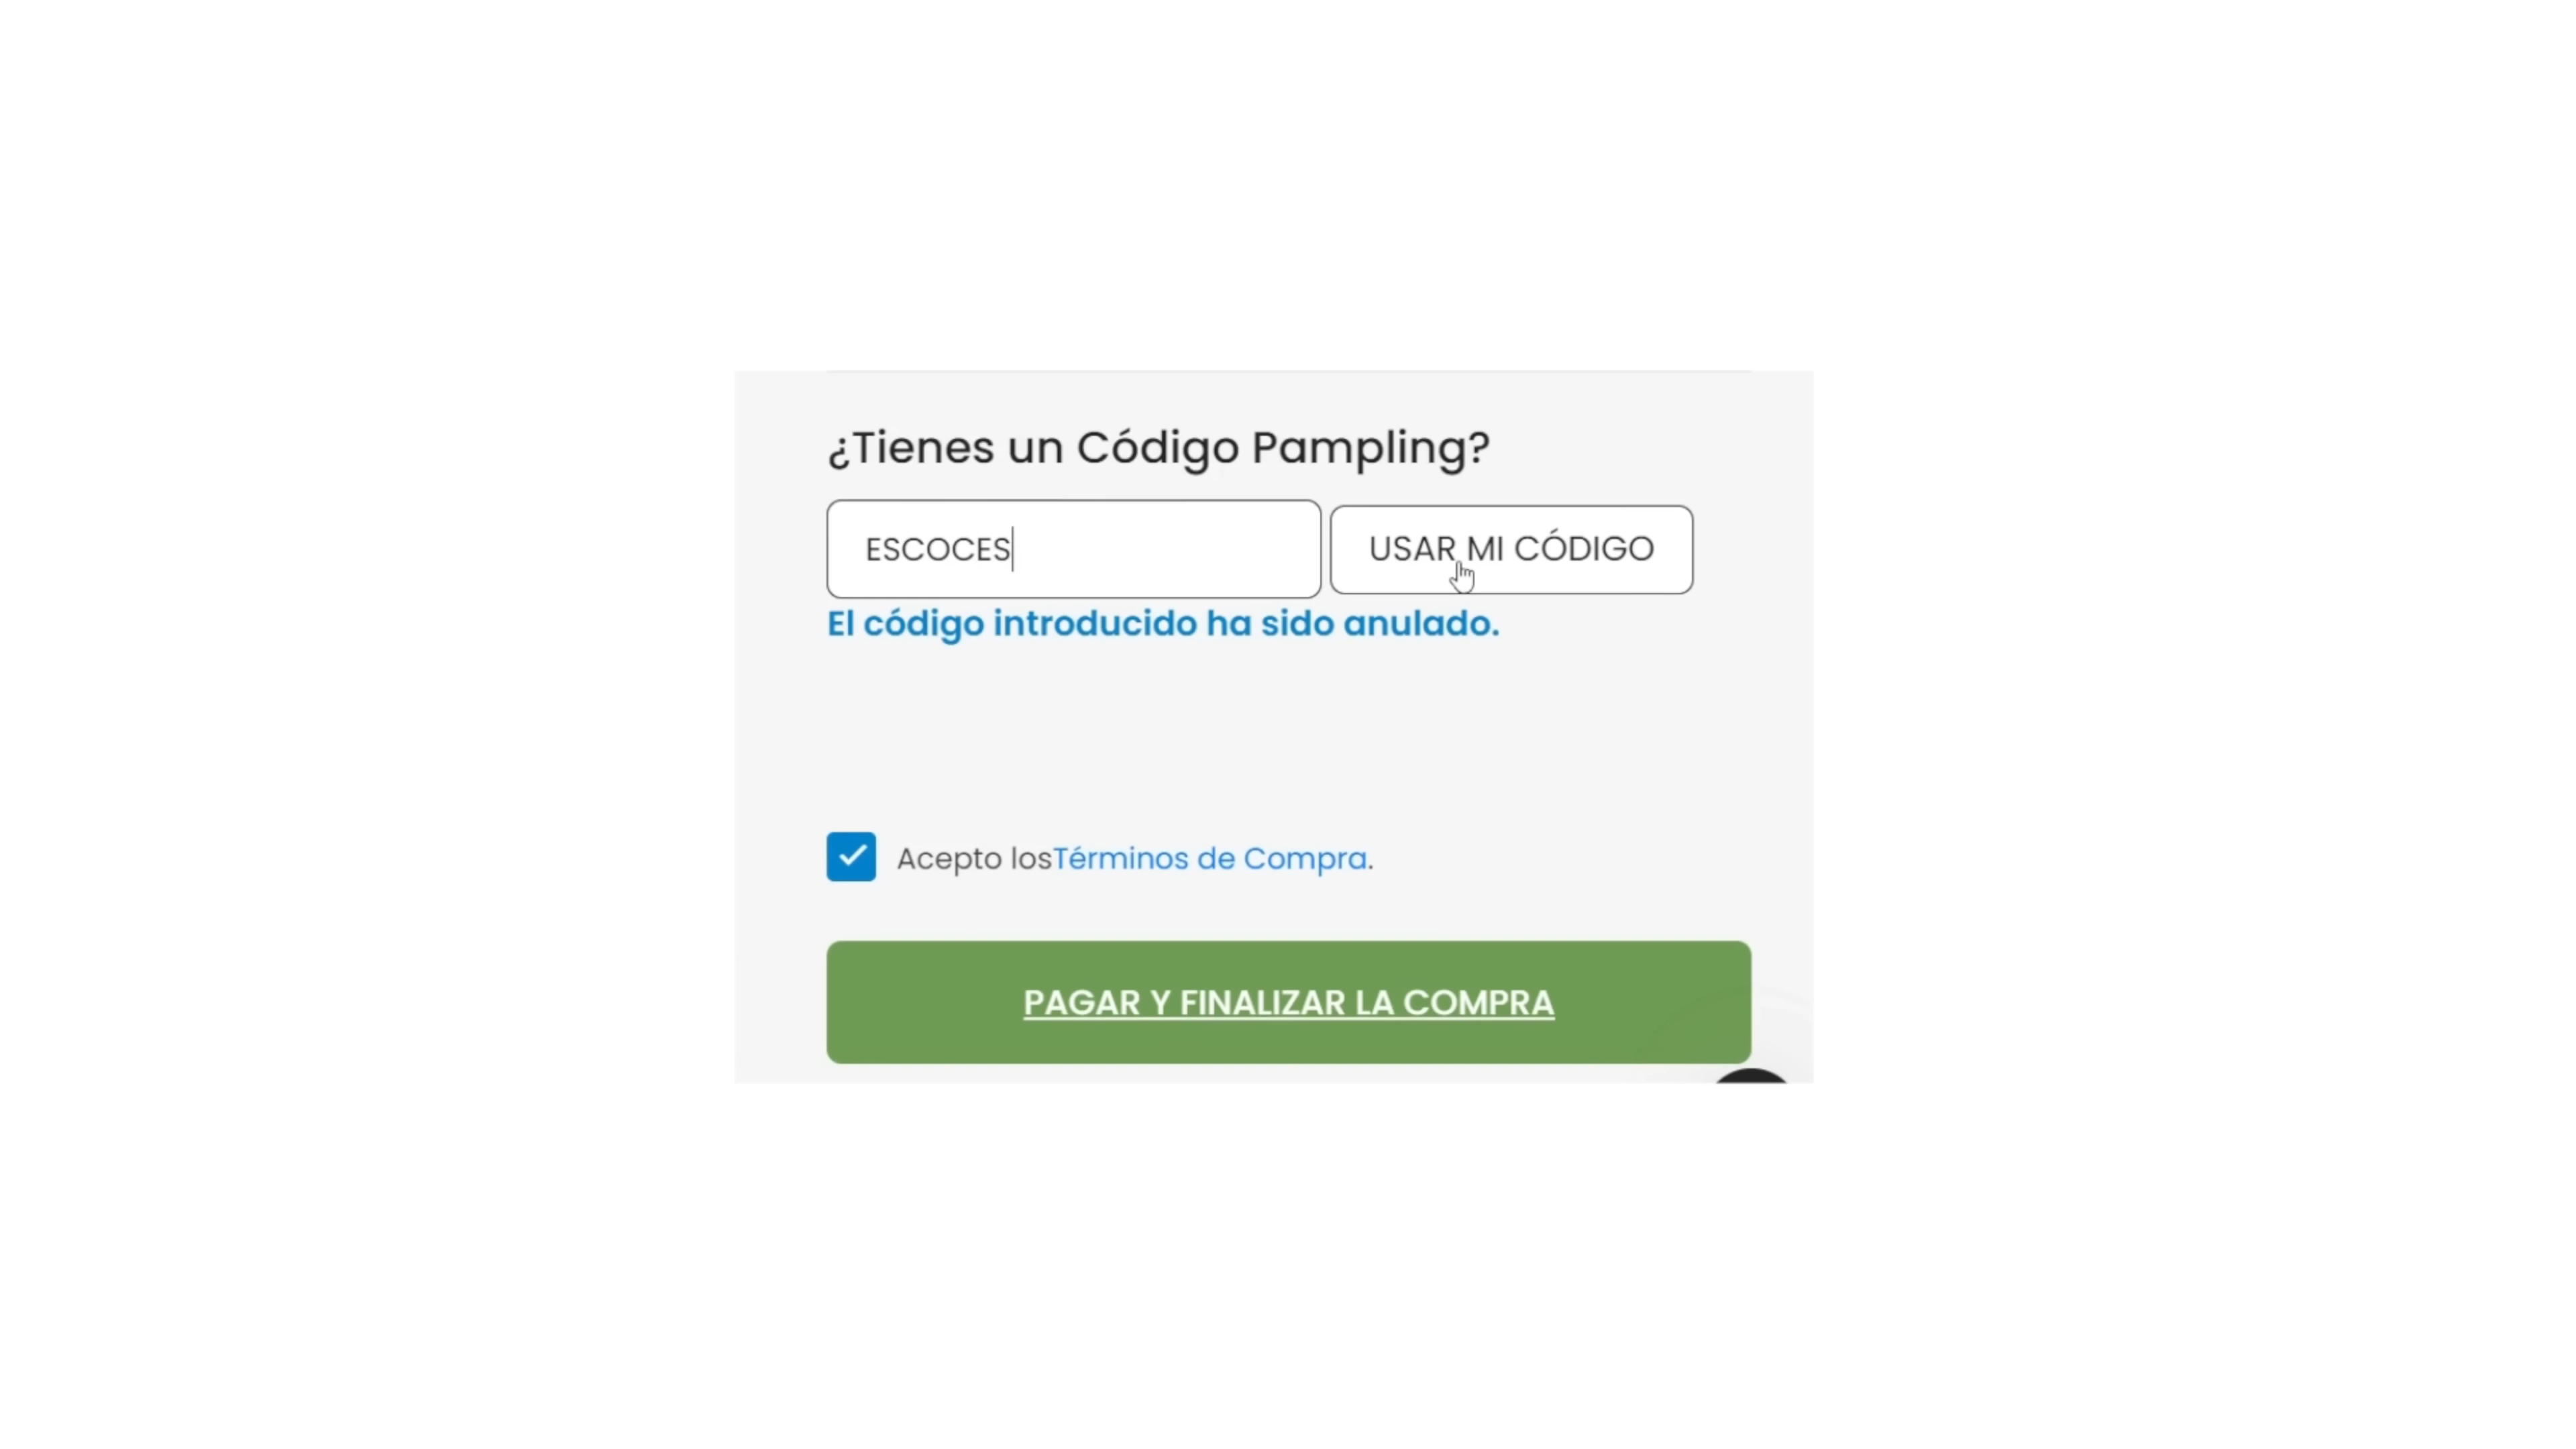 ¿Tienes un Código Pampling?
ESCOCES
USAR MI CÓDIGO
El código introducido ha sido anulado.
Acepto losTérminos de Compra.
PAGAR Y FINALIZAR LA COMPRA